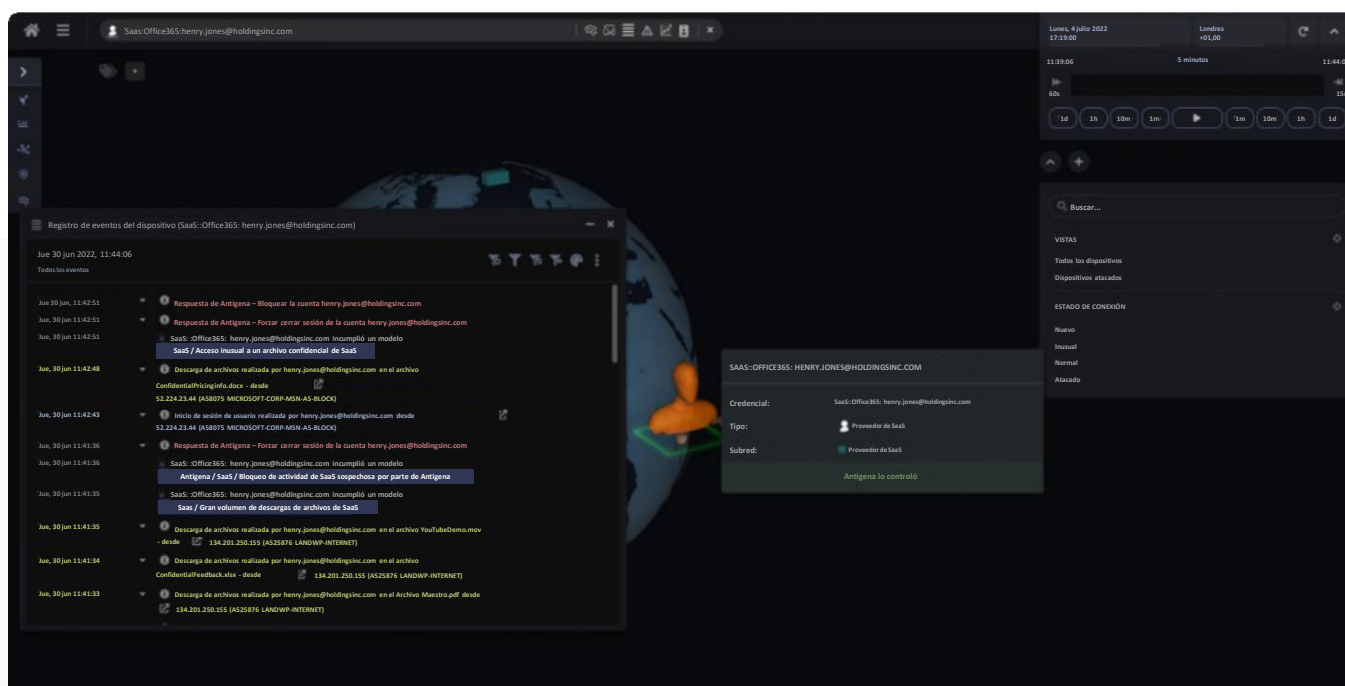 Saas:Office365:henry.jones@holdingsinc.com
Lunes, 4 julio 2022
17:19:00
Londres
+01,00
11:39:06
5 minutos
11:44:0
60s
15s
1d
1h
10m
1m
1m
10m
1h
1d
Buscar...
VISTAS
Todos los dispositivos
Dispositivos atacados
ESTADO DE CONEXIÓN
Nuevo
Inusual
Normal
Atacado
Registro de eventos del dispositivo (SaaS::Office365: henry.jones@holdingsinc.com)
Jue 30 jun 2022, 11:44:06
Todos los eventos
Jue 30 jun, 11:42:51 Respuesta de Antigena – Bloquear la cuenta henry.jones@holdingsinc.com
Jue, 30 jun, 11:42:51 Respuesta de Antigena – Forzar cerrar sesión de la cuenta henry.jones@holdingsinc.com
Jue, 30 jun, 11:42:51 SaaS: :Office365: henry.jones@holdingsinc.com incumplió un modelo
SaaS / Acceso inusual a un archivo confidencial de SaaS
Jue, 30 jun 11:42:48 Descarga de archivos realizada por henry.jones@holdingsinc.com en el archivo
ConfidentialPricinginfo.docx - desde
52.224.23.44 (A58075 MICROSOFT-CORP-MSN-AS-BLOCK)
Jue, 30 jun 11:42:43 Inicio de sesión de usuario realizada por henry.jones@holdingsinc.com desde
52.224.23.44 (A58075 MICROSOFT-CORP-MSN-AS-BLOCK)
Jue, 30 jun 11:41:36 Respuesta de Antigena – Forzar cerrar sesión de la cuenta henry.jones@holdingsinc.com
Jue, 30 jun 11:41:36 SaaS: :Office365: henry.jones@holdingsinc.com incumplió un modelo
Antigena / SaaS / Bloqueo de actividad de SaaS sospechosa por parte de Antigena
Jue, 30 jun 11:41:35 SaaS: :Office365: henry.jones@holdingsinc.com incumplió un modelo
Saas / Gran volumen de descargas de archivos de SaaS
Jue, 30 jun 11:41:35 Descarga de archivos realizada por henry.jones@holdingsinc.com en el archivo YouTubeDemo.mov
- desde 134.201.250.155 (A525876 LANDWP-INTERNET)
Jue, 30 jun 11:41:34 Descarga de archivos realizada por henry.jones@holdingsinc.com en el archivo
ConfidentialFeedback.xlsx - desde 134.201.250.155 (A525876 LANDWP-INTERNET)
Jue, 30 jun 11:41:33 Descarga de archivos realizada por henry.jones@holdingsinc.com en el Archivo Maestro.pdf desde
134.201.250.155 (A525876 LANDWP-INTERNET)
SAAS::OFFICE365: HENRY.JONES@HOLDINGSINC.COM
Credencial: SaaS::Office365: henry.jones@holdingsinc.com
Tipo: Proveedor de SaaS
Subred: Proveedor de SaaS
Antigena lo controló